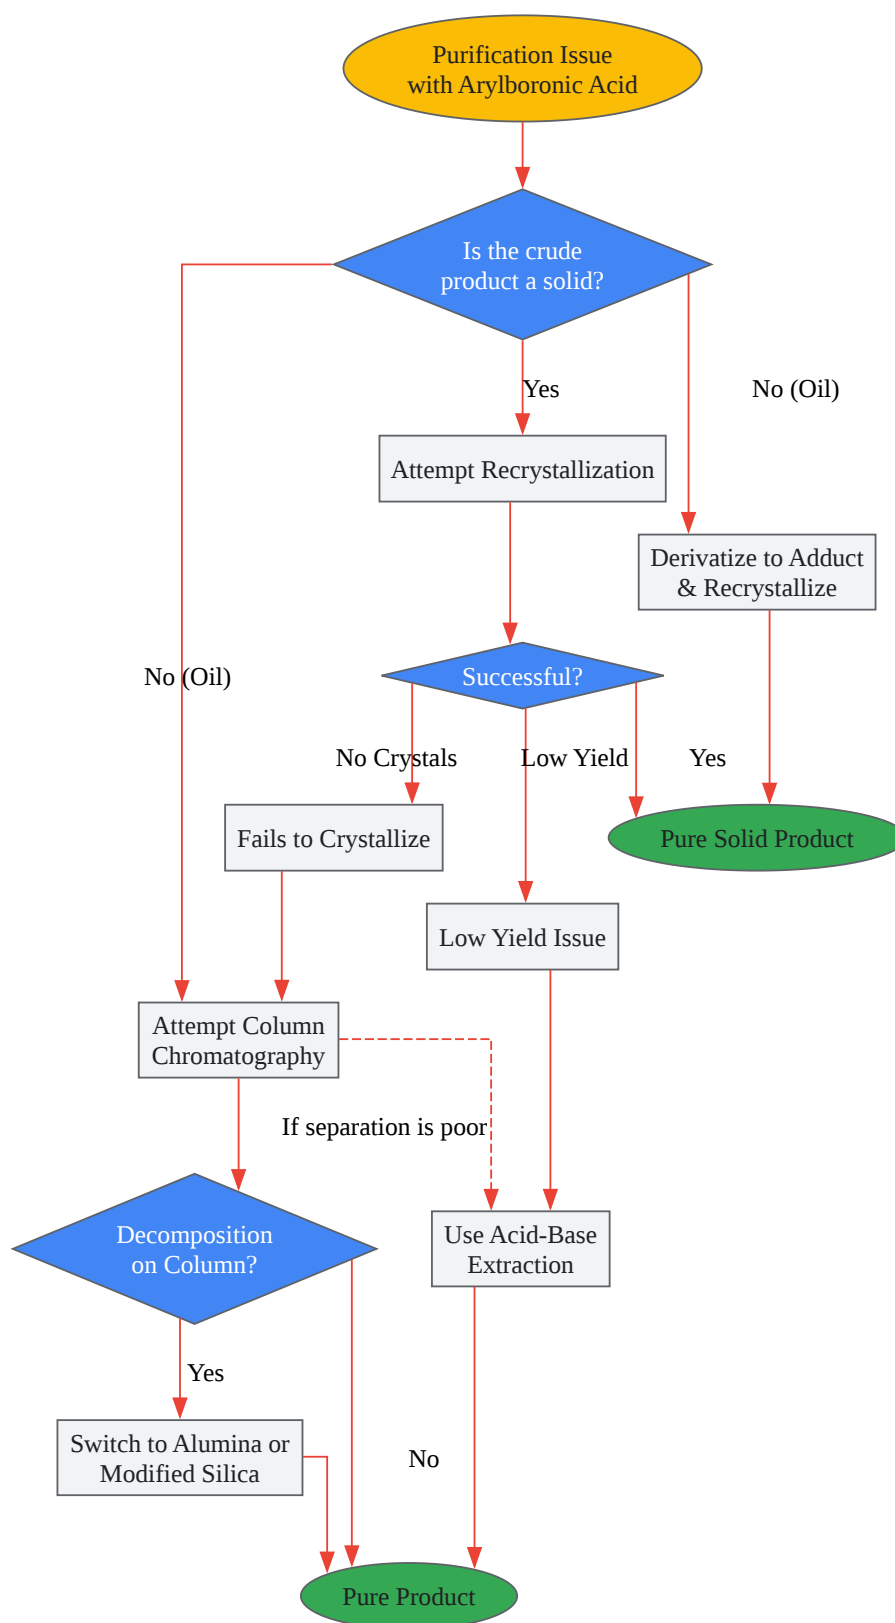 Purification Issue
with Arylboronic Acid
Is the crude
product a solid?
Yes
No (Oil)
Attempt Recrystallization
Derivatize to Adduct
& Recrystallize
No (Oil)
Successful?
No Crystals
Low Yield
Yes
Fails to Crystallize
Pure Solid Product
Low Yield Issue
Attempt Column
Chromatography
If separation is poor
Decomposition
on Column?
Use Acid-Base
Extraction
Yes
Switch to Alumina or
Modified Silica
No
Pure Product